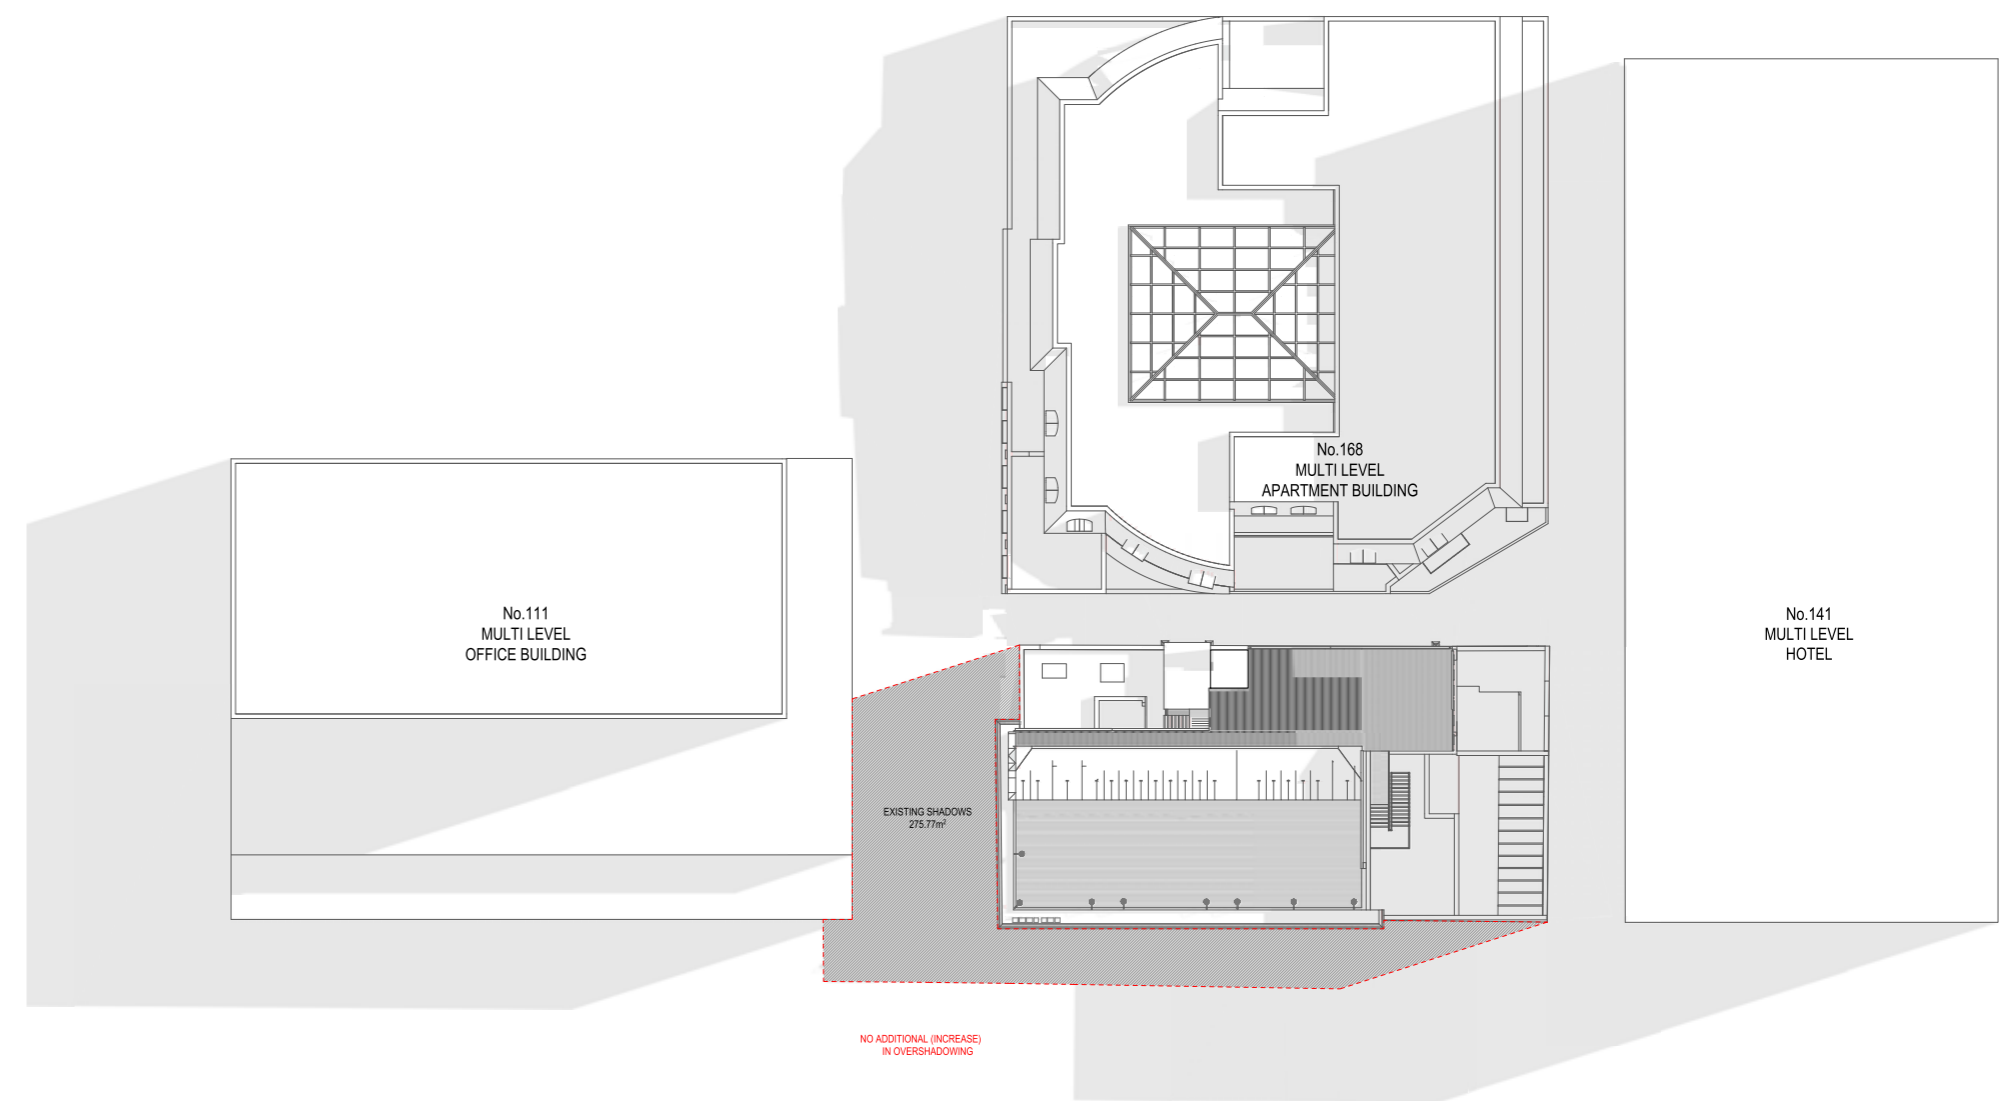 No.168
MULTI LEVEL
APARTMENT BUILDING
No.111
MULTI LEVEL
OFFICE BUILDING
No.141
MULTI LEVEL
HOTEL
EXISTING SHADOWS
275.77m²
NO ADDITIONAL (INCREASE)
IN OVERSHADOWING